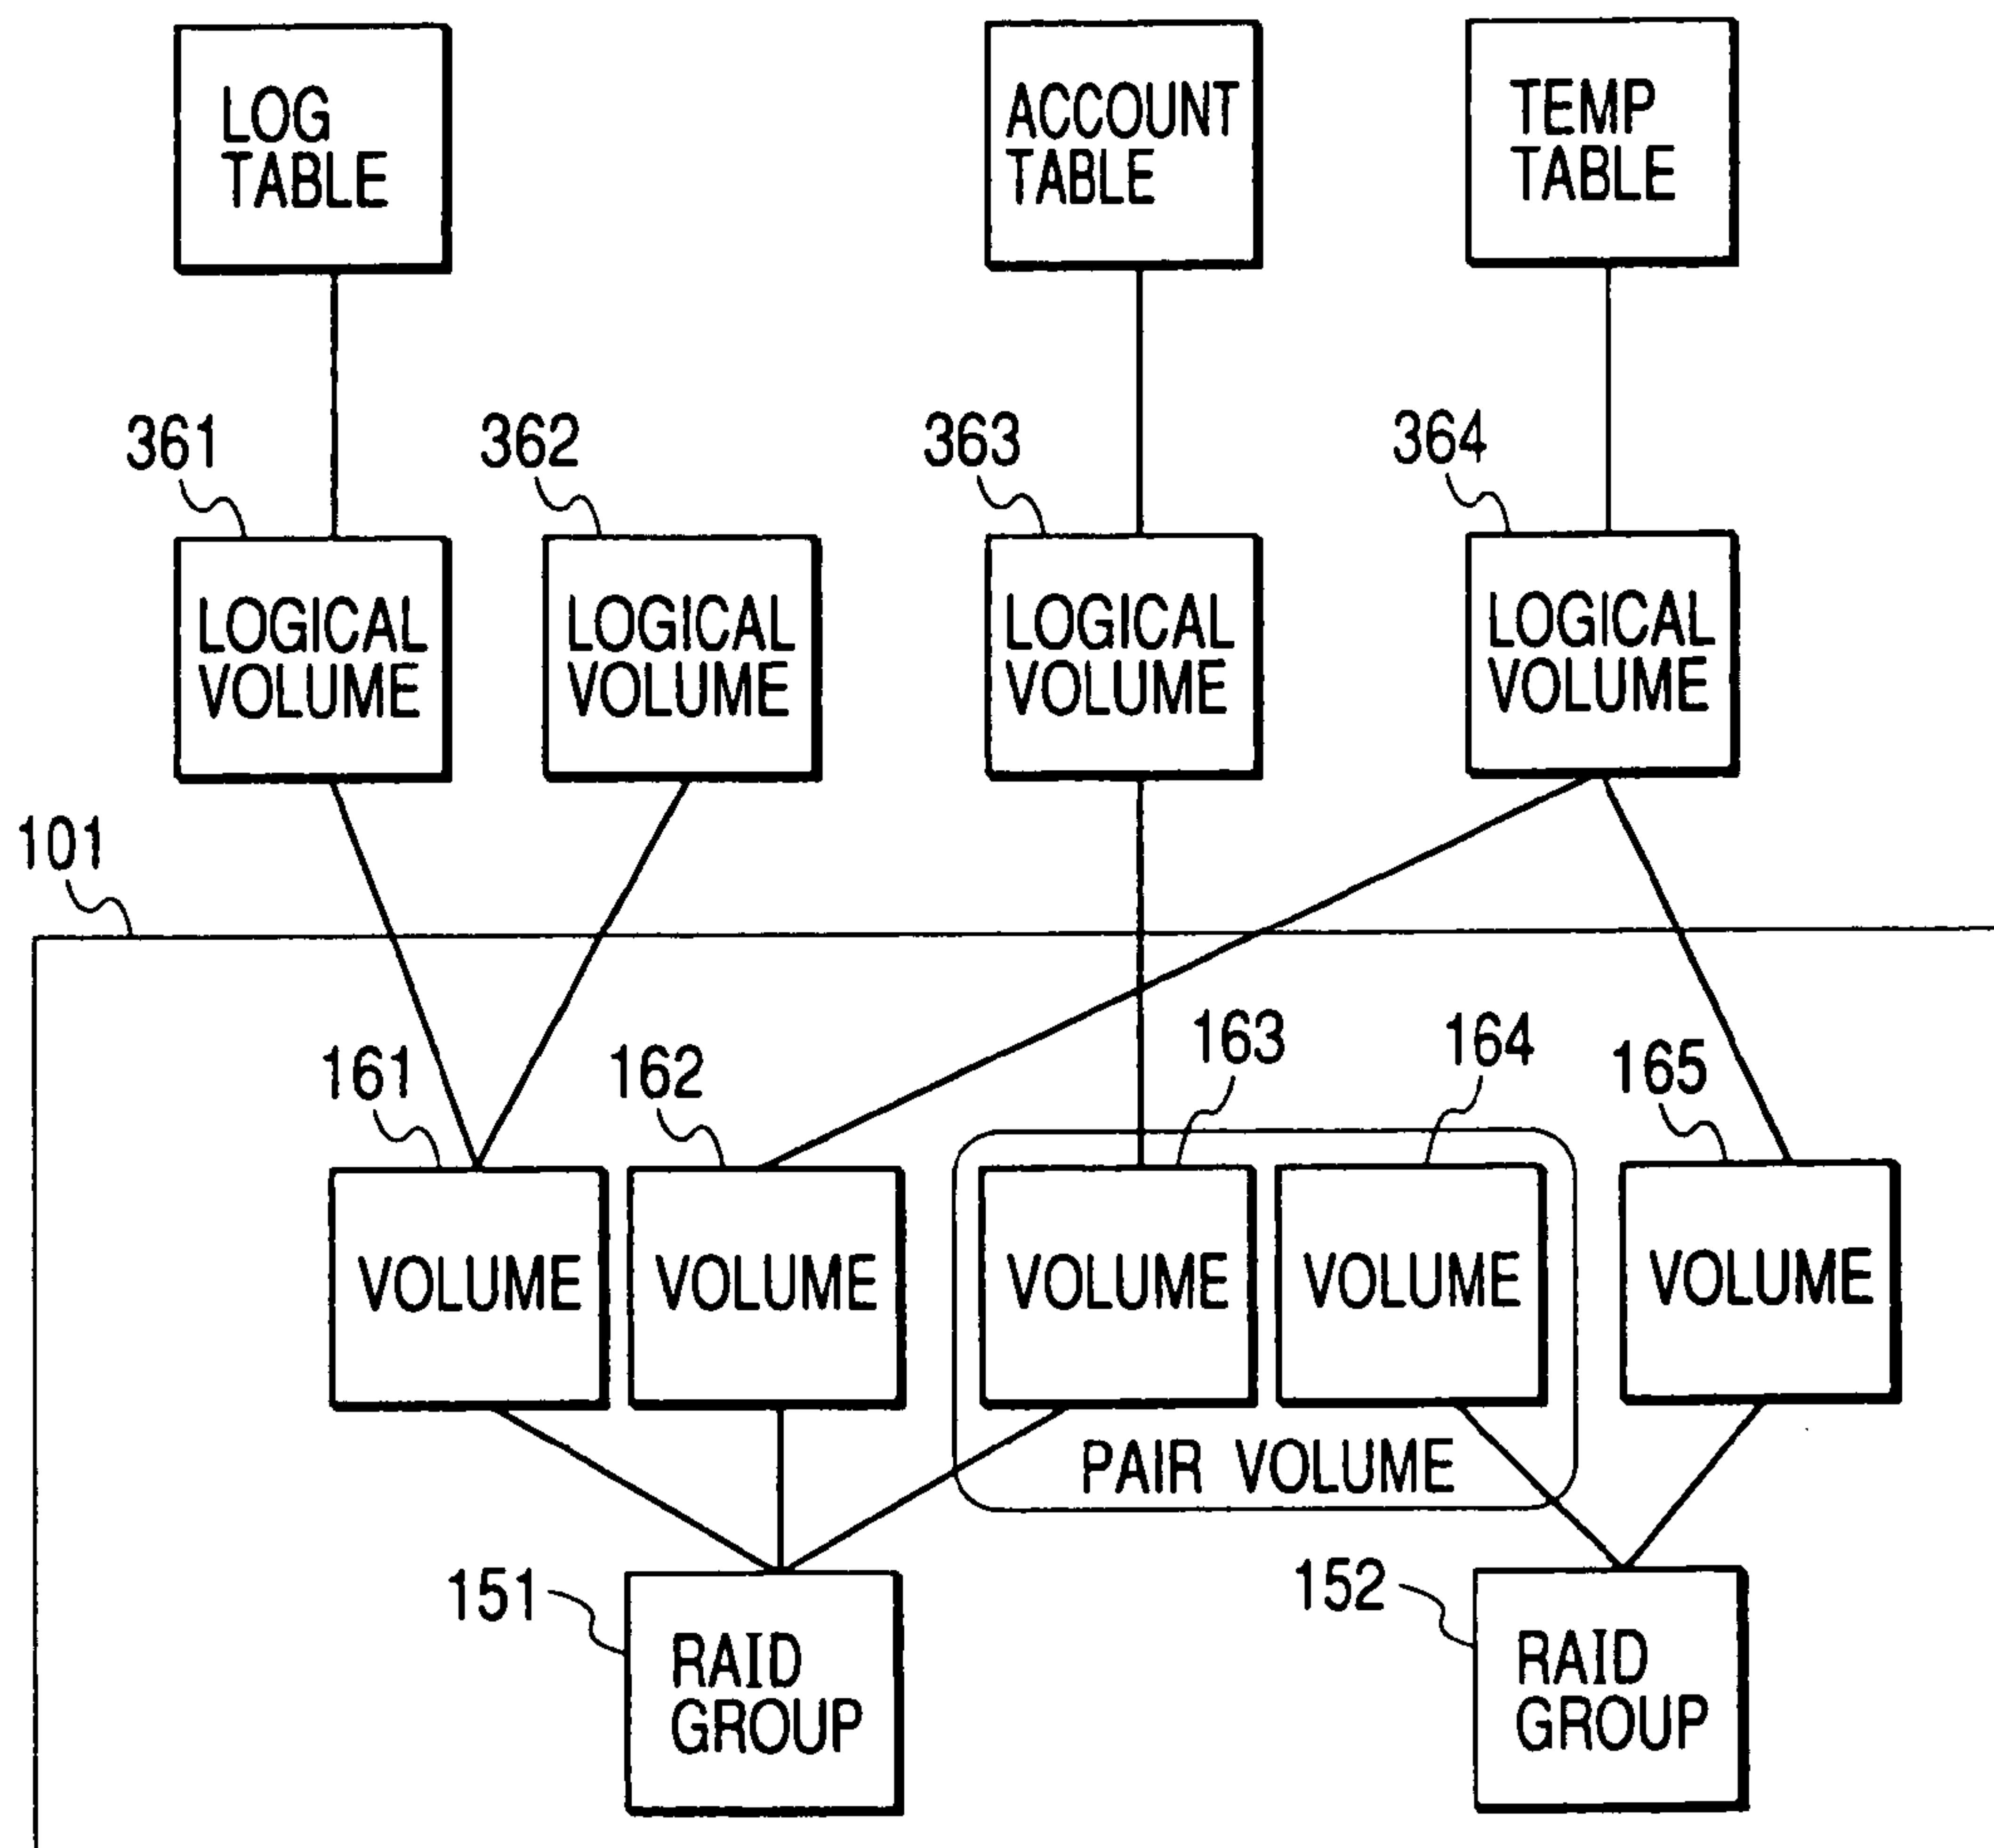 LOG
TABLE
ACCOUNT
TABLE
TEMP
TABLE
361
362
363
364
LOGICAL
VOLUME
LOGICAL
VOLUME
LOGICAL
VOLUME
LOGICAL
VOLUME
101
161
162
163
164
165
VOLUME
VOLUME
VOLUME
VOLUME
VOLUME
PAIR VOLUME
151
RAID
GROUP
152
RAID
GROUP